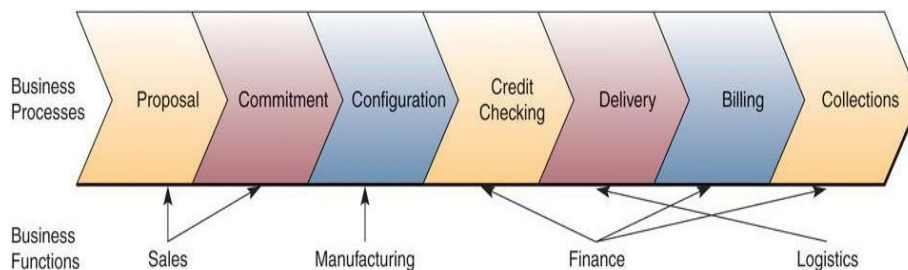 Business
Processes
Proposal
Commitment
Configuration
Credit
Checking
Delivery
Billing
Collections
Business
Functions
Sales
Manufacturing
Finance
Logistics